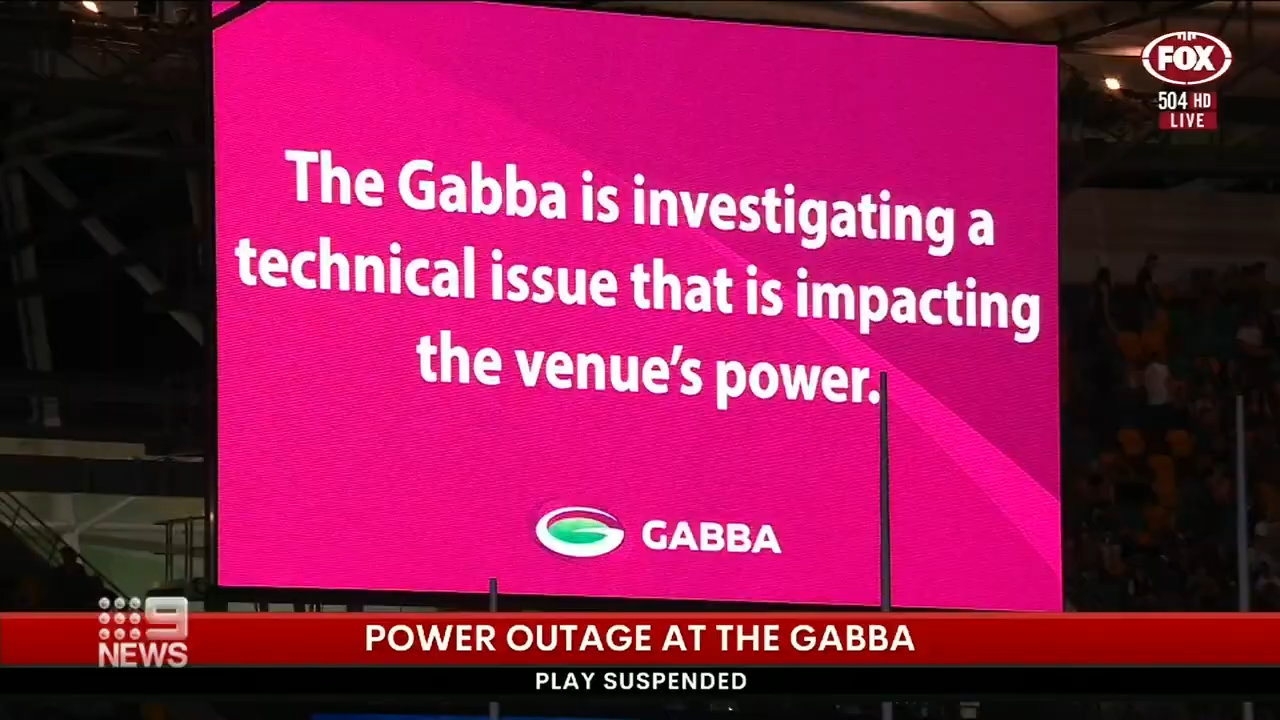 FOX
504 HD
LIVE
The Gabba is investigating a
technical issue that is impacting
the venue's power.
GABBA
9
NEWS
POWER OUTAGE AT THE GABBA
PLAY SUSPENDED